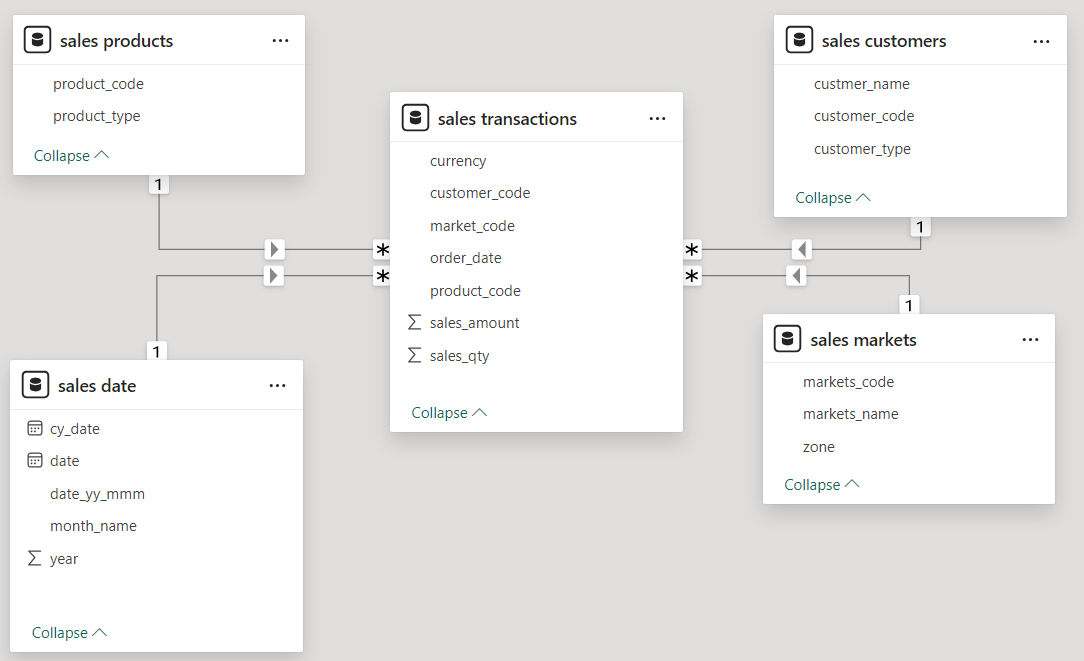 sales products
product_code
product_type
Collapse
1
sales customers
custmer_name
customer_code
customer_type
Collapse
1
sales transactions
currency
customer_code
market_code
order_date
product_code
∑ sales_amount
∑ sales_qty
Collapse
*
*
*
*
1
sales date
cy_date
date
date_yy_mmm
month_name
∑ year
Collapse
1
sales markets
markets_code
markets_name
zone
Collapse